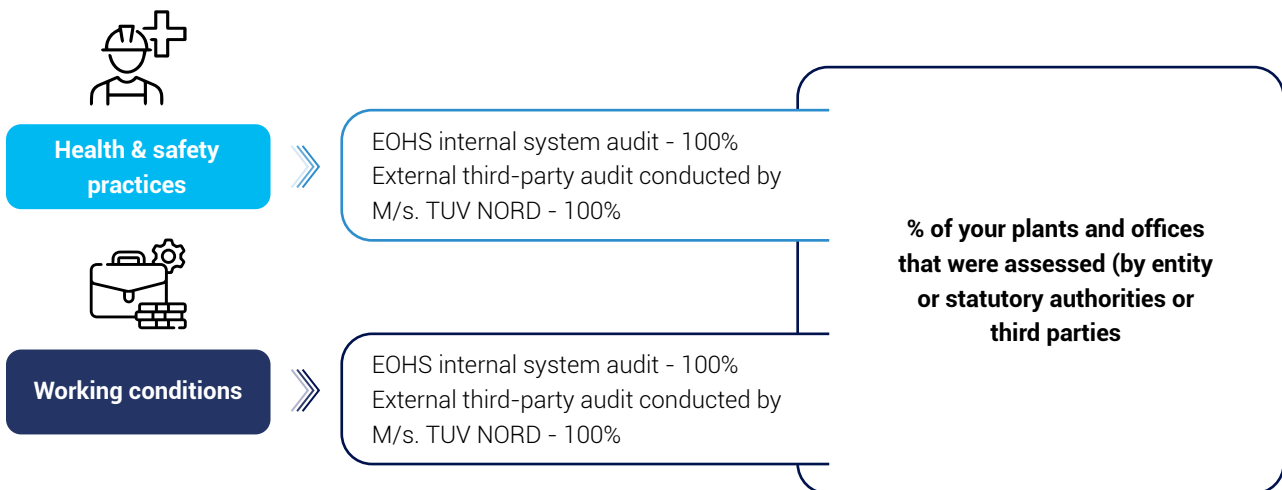 Health & safety
practices
EOHS internal system audit - 100%
External third-party audit conducted by
M/s. TUV NORD - 100%
Working conditions
EOHS internal system audit - 100%
External third-party audit conducted by
M/s. TUV NORD - 100%
% of your plants and offices
that were assessed (by entity
or statutory authorities or
third parties